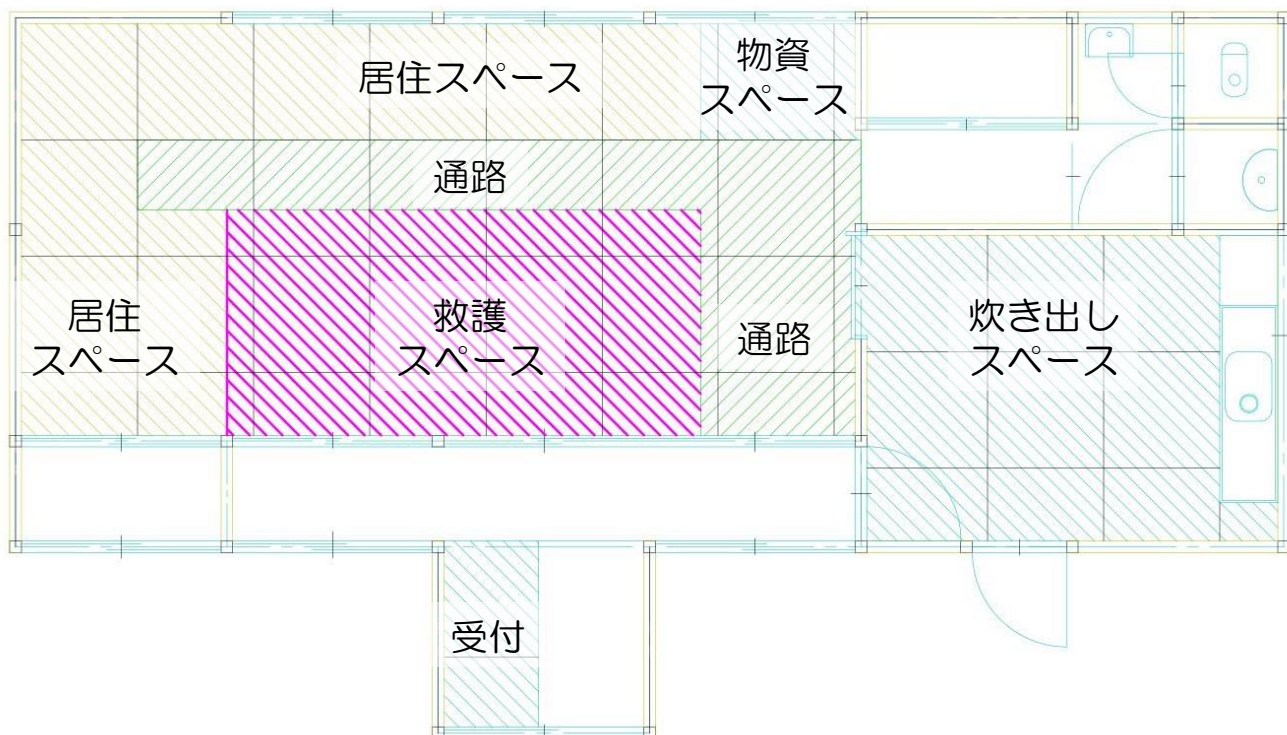 居住スペース
物資
スペース
通路
居住
スペース
救護
スペース
通路
炊き出し
スペース
受付